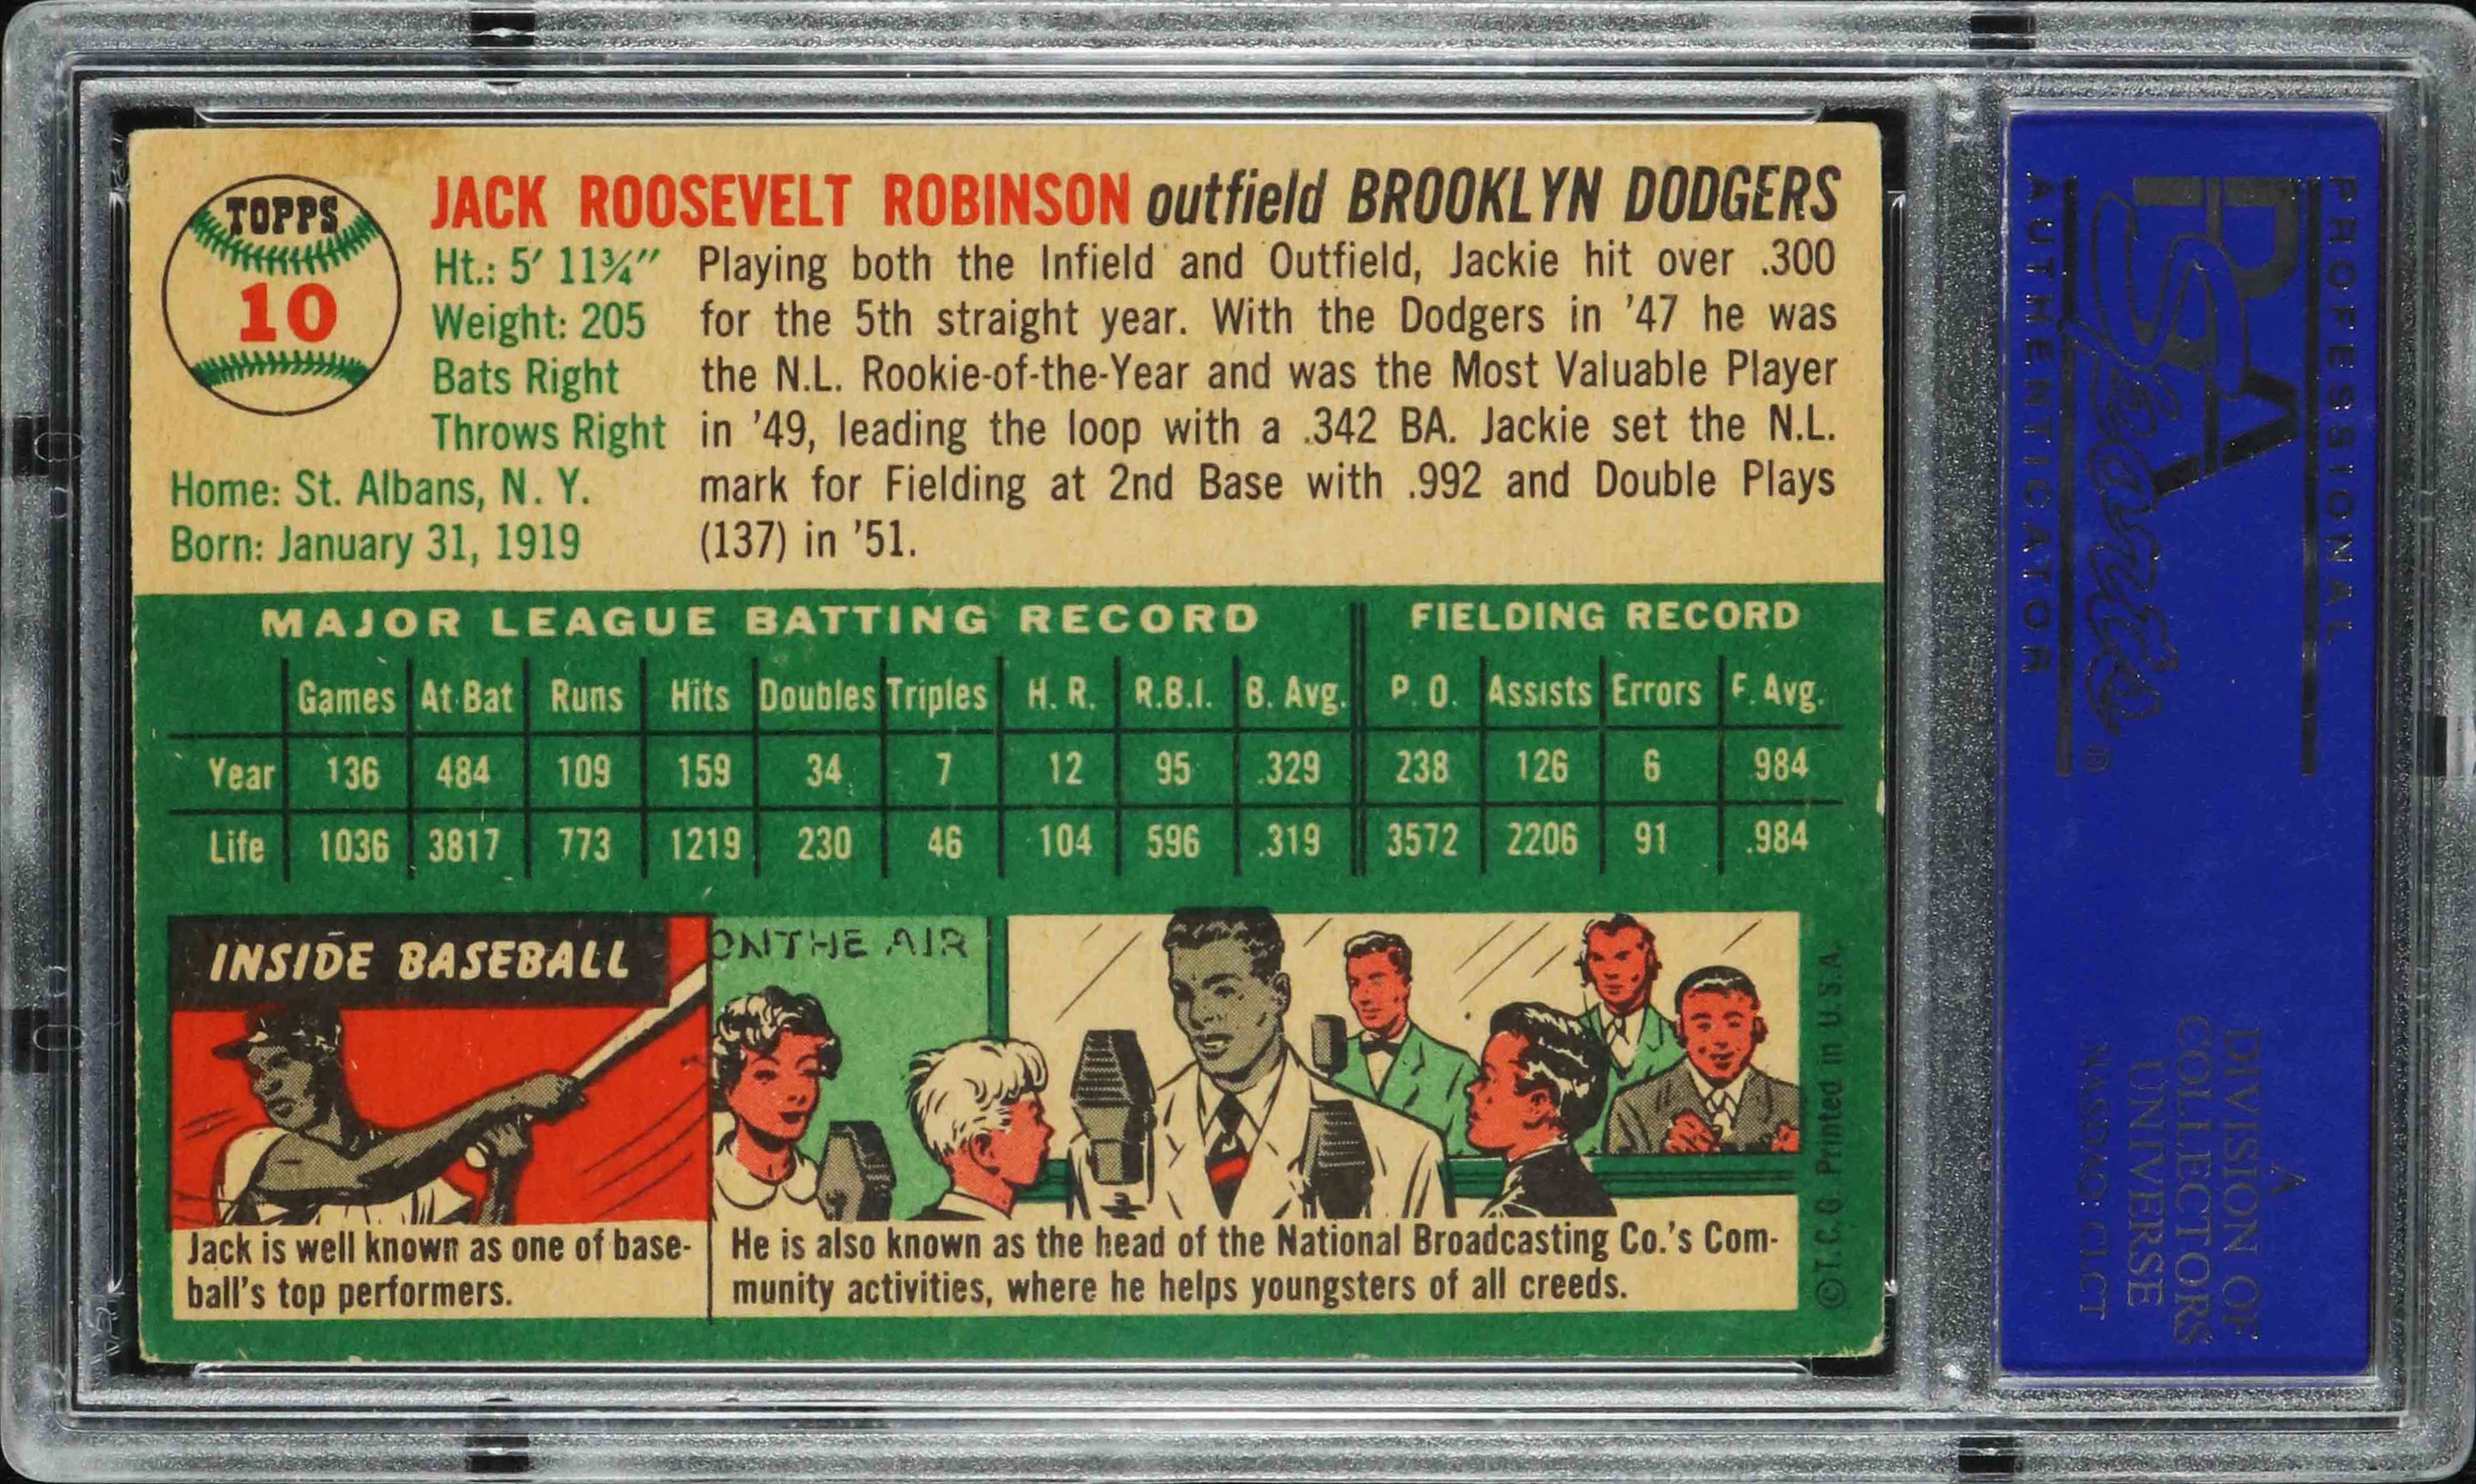 TOPPS
10
JACK ROOSEVELT ROBINSON outfield BROOKLYN DODGERS
Ht.: 5′ 11¾″
Weight: 205
Bats Right
Throws Right
Home: St. Albans, N. Y.
Born: January 31, 1919
Playing both the Infield and Outfield, Jackie hit over .300
for the 5th straight year. With the Dodgers in '47 he was
the N.L. Rookie-of-the-Year and was the Most Valuable Player
in '49, leading the loop with a .342 BA. Jackie set the N.L.
mark for Fielding at 2nd Base with .992 and Double Plays
(137) in '51.
MAJOR LEAGUE BATTING RECORD FIELDING RECORD
Games At Bat Runs Hits Doubles Triples H. R. R.B.I. B. Avg. P. O. Assists Errors F. Avg.
Year 136 484 109 159 34 7 12 95 .329 238 126 6 .984
Life 1036 3817 773 1219 230 46 104 596 .319 3572 2206 91 .984
INSIDE BASEBALL
ON THE AIR
Jack is well known as one of base-
ball's top performers.
He is also known as the head of the National Broadcasting Co.'s Com-
munity activities, where he helps youngsters of all creeds.
©T.C.G. Printed in U.S.A.
PROFESSIONAL
PSA
AUTHENTICATOR
A
DIVISION OF
COLLECTORS
UNIVERSE
NASDAQ: CLCT